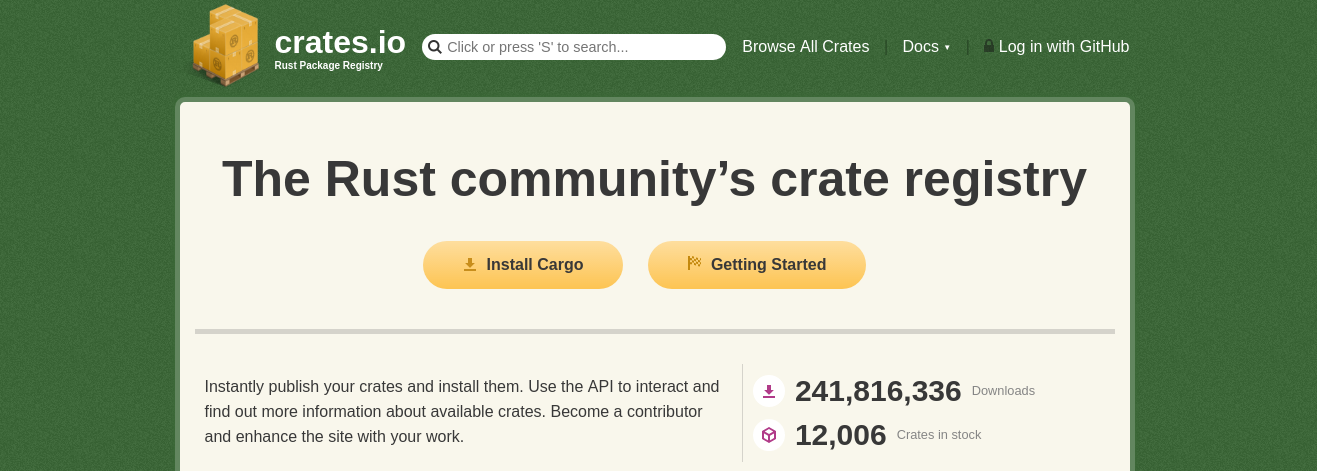 crates.io
Rust Package Registry
Click or press 'S' to search...
Browse All Crates | Docs ▼ | Log in with GitHub
The Rust community’s crate registry
Install Cargo
Getting Started
Instantly publish your crates and install them. Use the API to interact and
find out more information about available crates. Become a contributor
and enhance the site with your work.
241,816,336 Downloads
12,006 Crates in stock